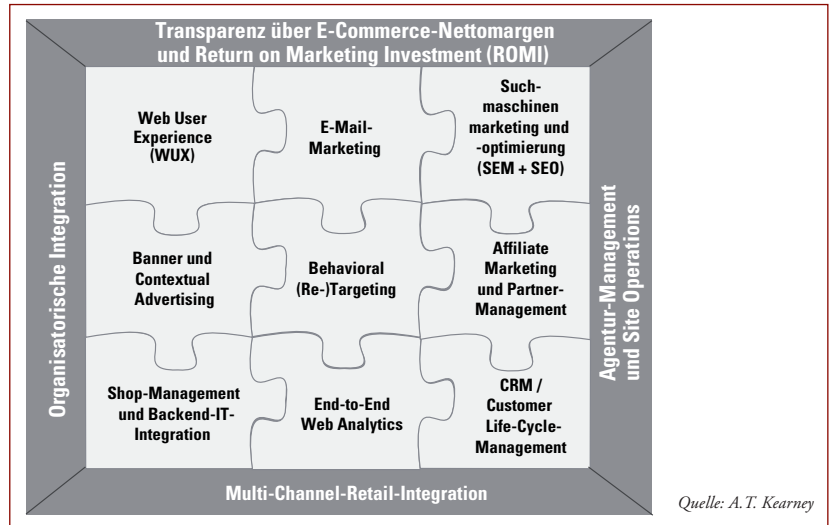 Transparenz über E-Commerce-Nettomargen
und Return on Marketing Investment (ROMI)
Organisatorische Integration
Web User
Experience
(WUX)
E-Mail-
Marketing
Such-
maschinen
marketing und
-optimierung
(SEM + SEO)
Banner und
Contextual
Advertising
Behavioral
(Re-)Targeting
Affiliate
Marketing
und Partner-
Management
Shop-Management
und Backend-IT-
Integration
End-to-End
Web Analytics
CRM /
Customer
Life-Cycle-
Management
Agentur-Management
und Site Operations
Multi-Channel-Retail-Integration
Quelle: A.T. Kearney